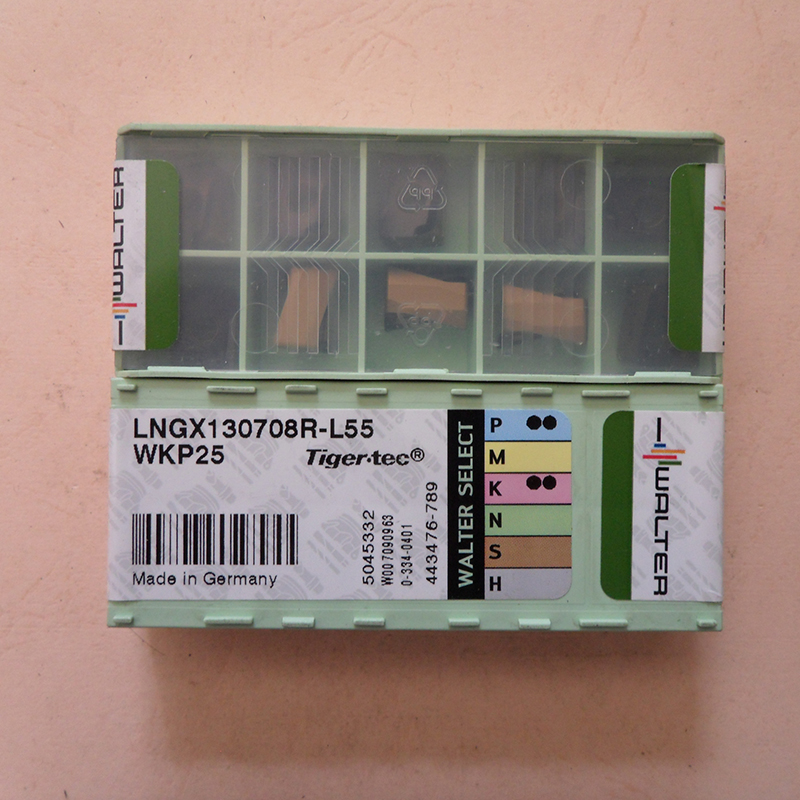 WALTER
LNGX130708R-L55
WKP25
Tiger·tec®
Made in Germany
5045332
W007090963
0-334-0401
443476-789
WALTER SELECT
P
M
K
N
S
H
WALTER